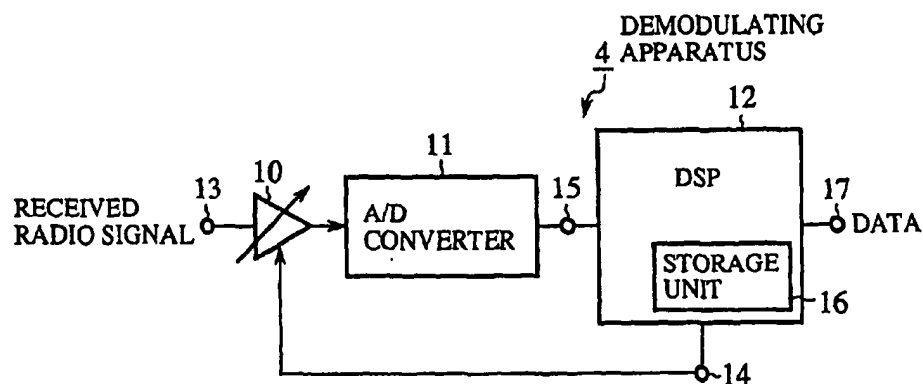 DEMODULATING
4 APPARATUS
12
11
10
13
15
DSP
17
RECEIVED
RADIO SIGNAL
A/D
CONVERTER
DATA
STORAGE
UNIT
16
14